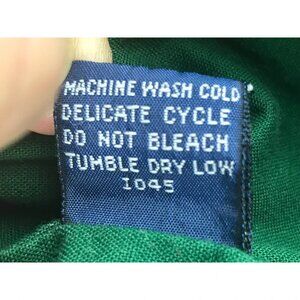 MACHINE WASH COLD
DELICATE CYCLE
DO NOT BLEACH
TUMBLE DRY LOW
1045